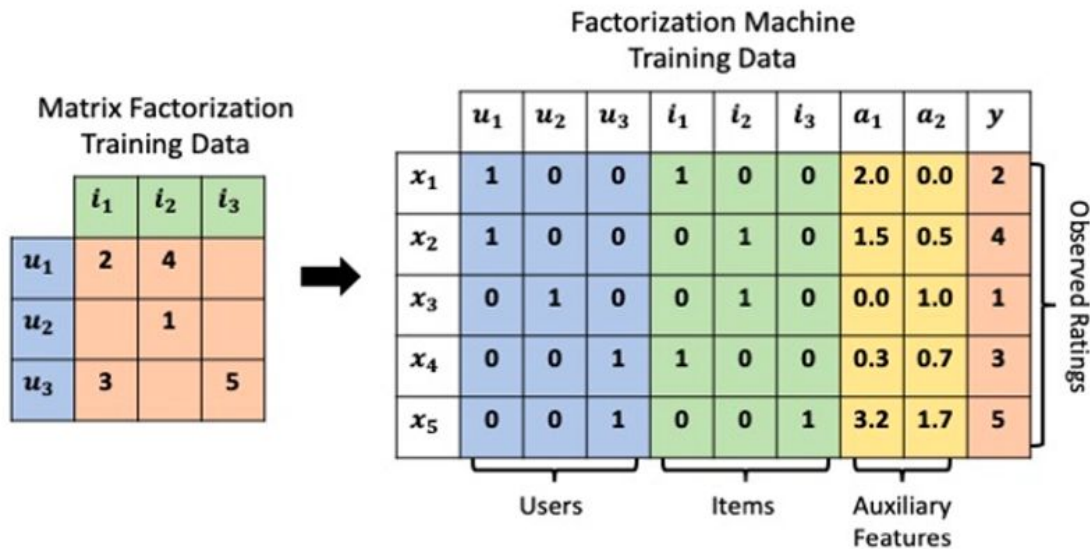 Factorization Machine
Training Data
Matrix Factorization
Training Data
i₁ i₂ i₃
u₁ 2 4
u₂ 1
u₃ 3 5
u₁ u₂ u₃ i₁ i₂ i₃ a₁ a₂ y
x₁ 1 0 0 1 0 0 2.0 0.0 2
x₂ 1 0 0 0 1 0 1.5 0.5 4
x₃ 0 1 0 0 1 0 0.0 1.0 1
x₄ 0 0 1 1 0 0 0.3 0.7 3
x₅ 0 0 1 0 0 1 3.2 1.7 5
Observed Ratings
Users
Items
Auxiliary
Features